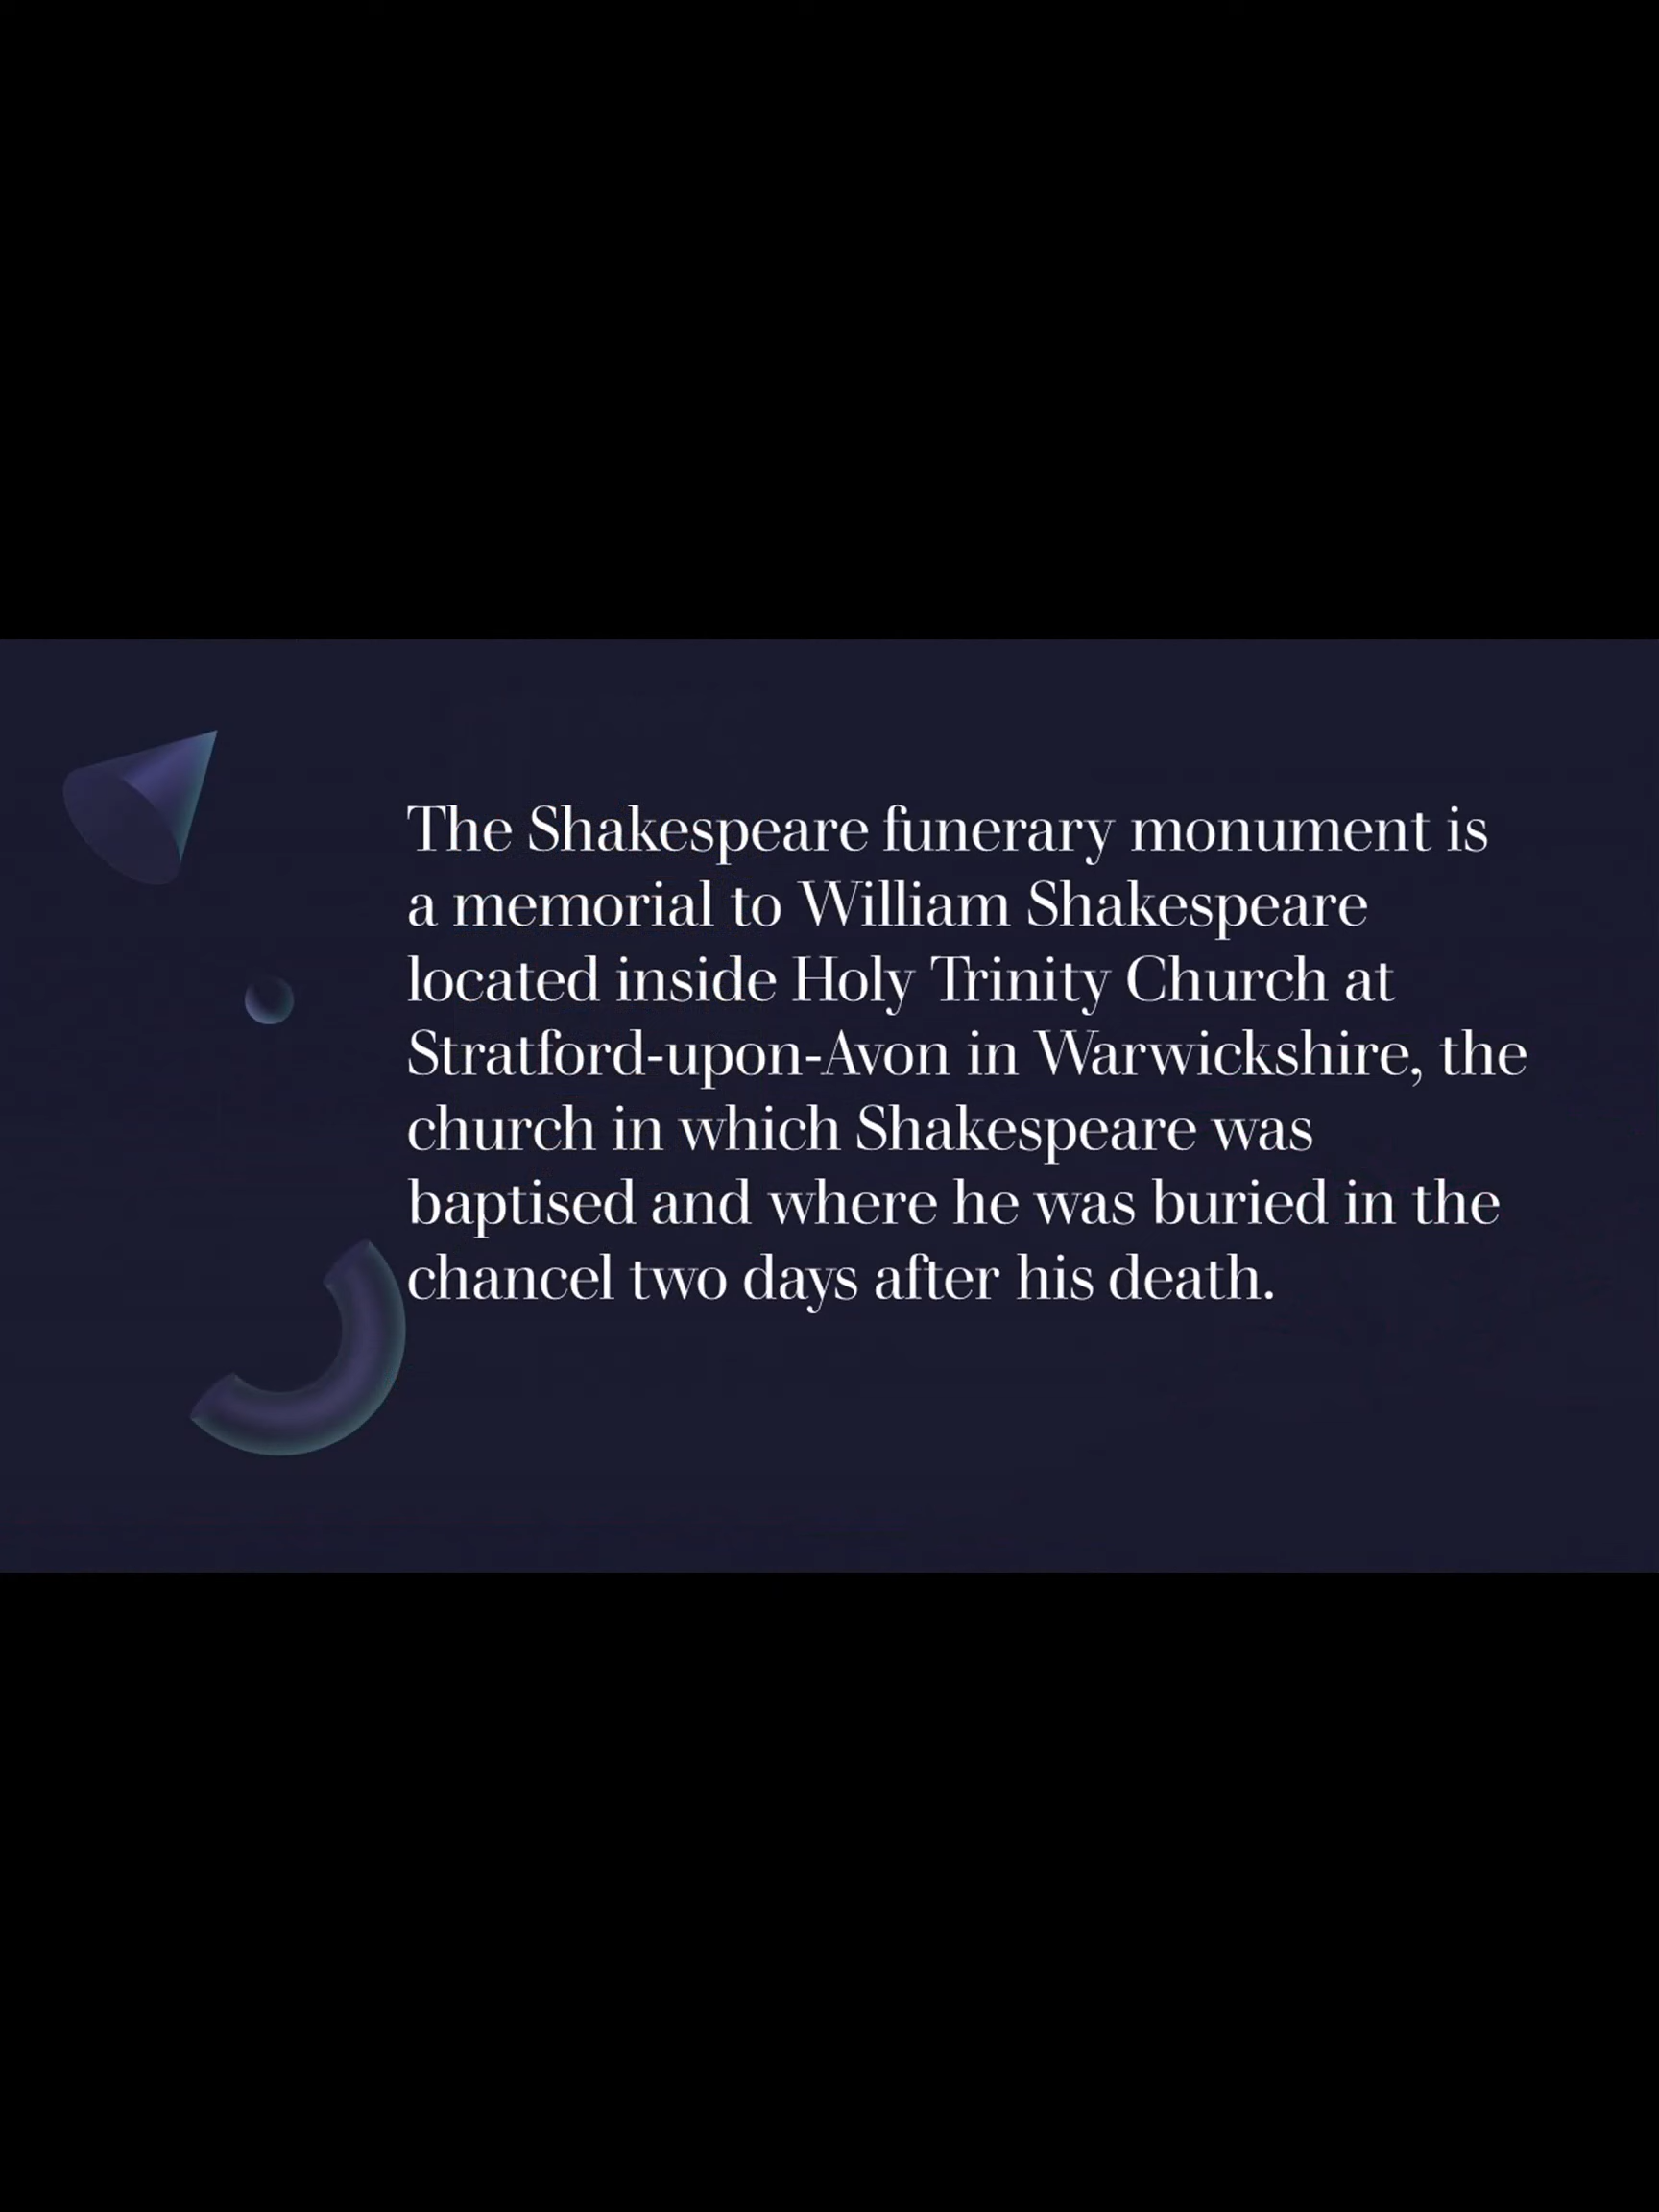 The Shakespeare funerary monument is
a memorial to William Shakespeare
located inside Holy Trinity Church at
Stratford-upon-Avon in Warwickshire, the
church in which Shakespeare was
baptised and where he was buried in the
chancel two days after his death.